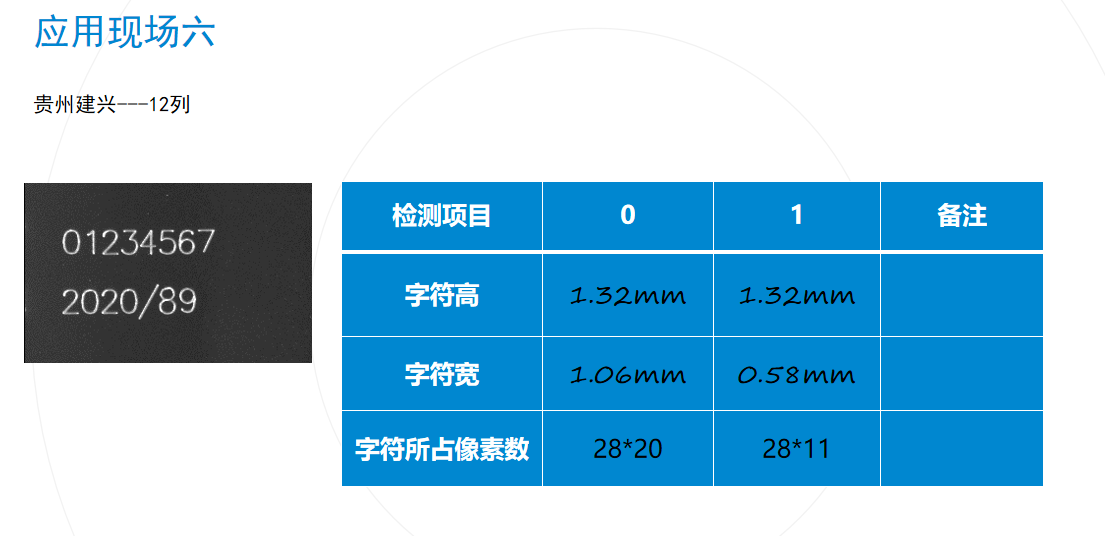 应用现场六
贵州建兴---12列
01234567
2020/89
检测项目 0 1 备注
字符高 1.32mm 1.32mm
字符宽 1.06mm 0.58mm
字符所占像素数 28*20 28*11